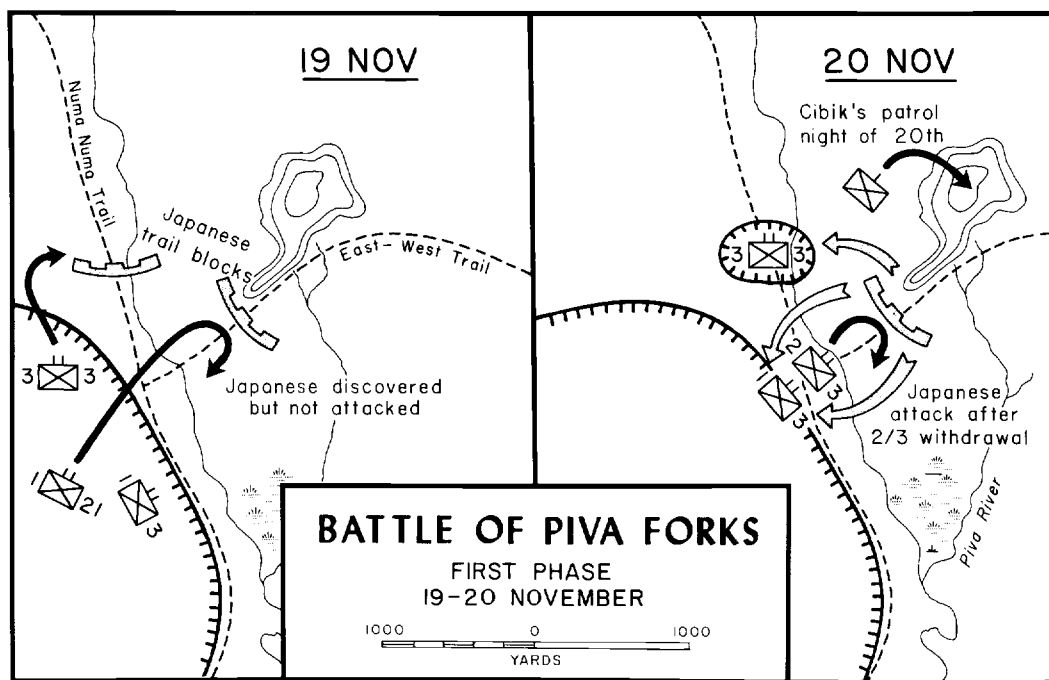 19 NOV
Numa Numa Trail
Japanese
trail blocks
East-West Trail
3 3
Japanese discovered
but not attacked
1 21
1 3
20 NOV
Cibik's patrol
night of 20th
3 3
2 3
1 3
Japanese
attack after
2/3 withdrawal
Piva River
BATTLE OF PIVA FORKS
FIRST PHASE
19-20 NOVEMBER
1000 0 1000
YARDS